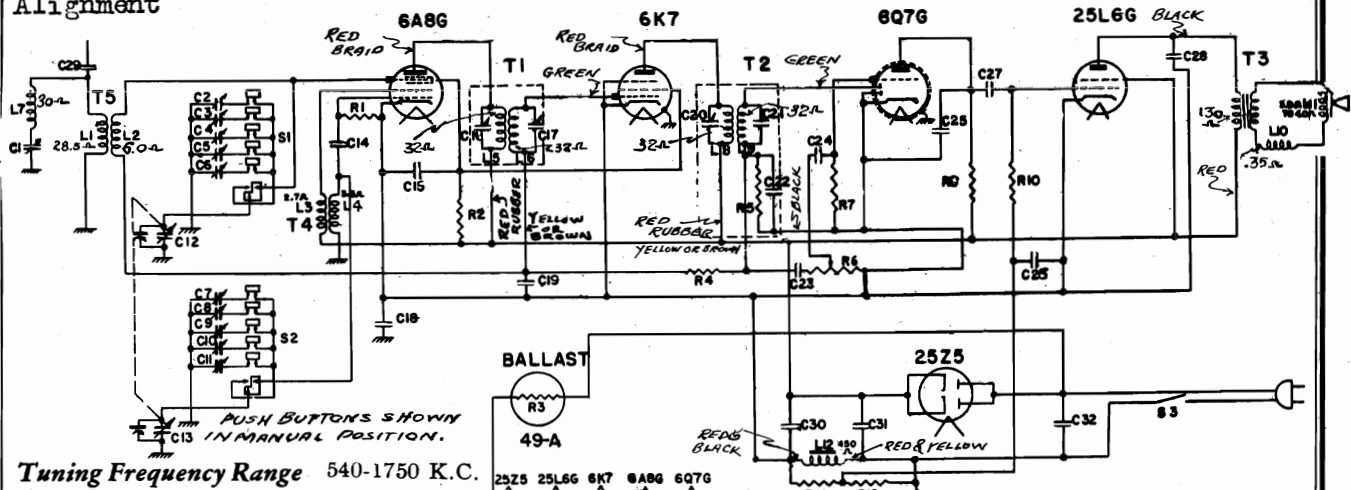 Alignment
6A8G
6K7
6Q7G
25L6G
BLACK
RED
BRAID
RED
BRAID
C29
T1
GREEN
T2
GREEN
C28
T3
L7
30Ω
T5
C2
C3
C4
C5
C6
S1
R1
C14
C17
C20
32Ω
C27
130
Ω
L10
C1
L1
28.5Ω
L2
6.0Ω
32Ω
32Ω
32Ω
C24
C25
.35Ω
C15
L5
L6
L8
C22
R5
R7
R9
R10
RED
2.7Ω
L3
L4
T4
R2
RED &
RUBBER
YELLOW
OR
BROWN
RED
RUBBER
YELLOW OR BROWN
BLACK
C12
C19
R4
C23
R6
C7
C8
C9
C10
C11
S2
C18
BALLAST
R3
49-A
25Z5
C30
C31
C32
S3
C13
PUSH BUTTONS SHOWN
IN MANUAL POSITION.
RED &
BLACK
L12
450
Ω
RED & YELLOW
Tuning Frequency Range 540-1750 K.C.
25Z5 25L6G 6K7 6A8G 6Q7G